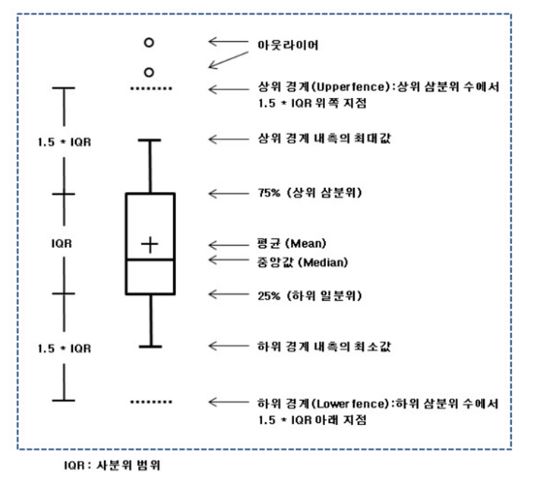 아웃라이어
상위 경계(Upper fence):상위 삼분위 수에서
1.5 * IQR 위쪽 지점
1.5 * IQR
상위 경계 내측의 최대값
75% (상위 삼분위)
IQR
평균 (Mean)
중앙값 (Median)
25% (하위 일분위)
1.5 * IQR
하위 경계 내측의 최소값
하위 경계(Lower fence):하위 삼분위 수에서
1.5 * IQR 아래 지점
IQR : 사분위 범위